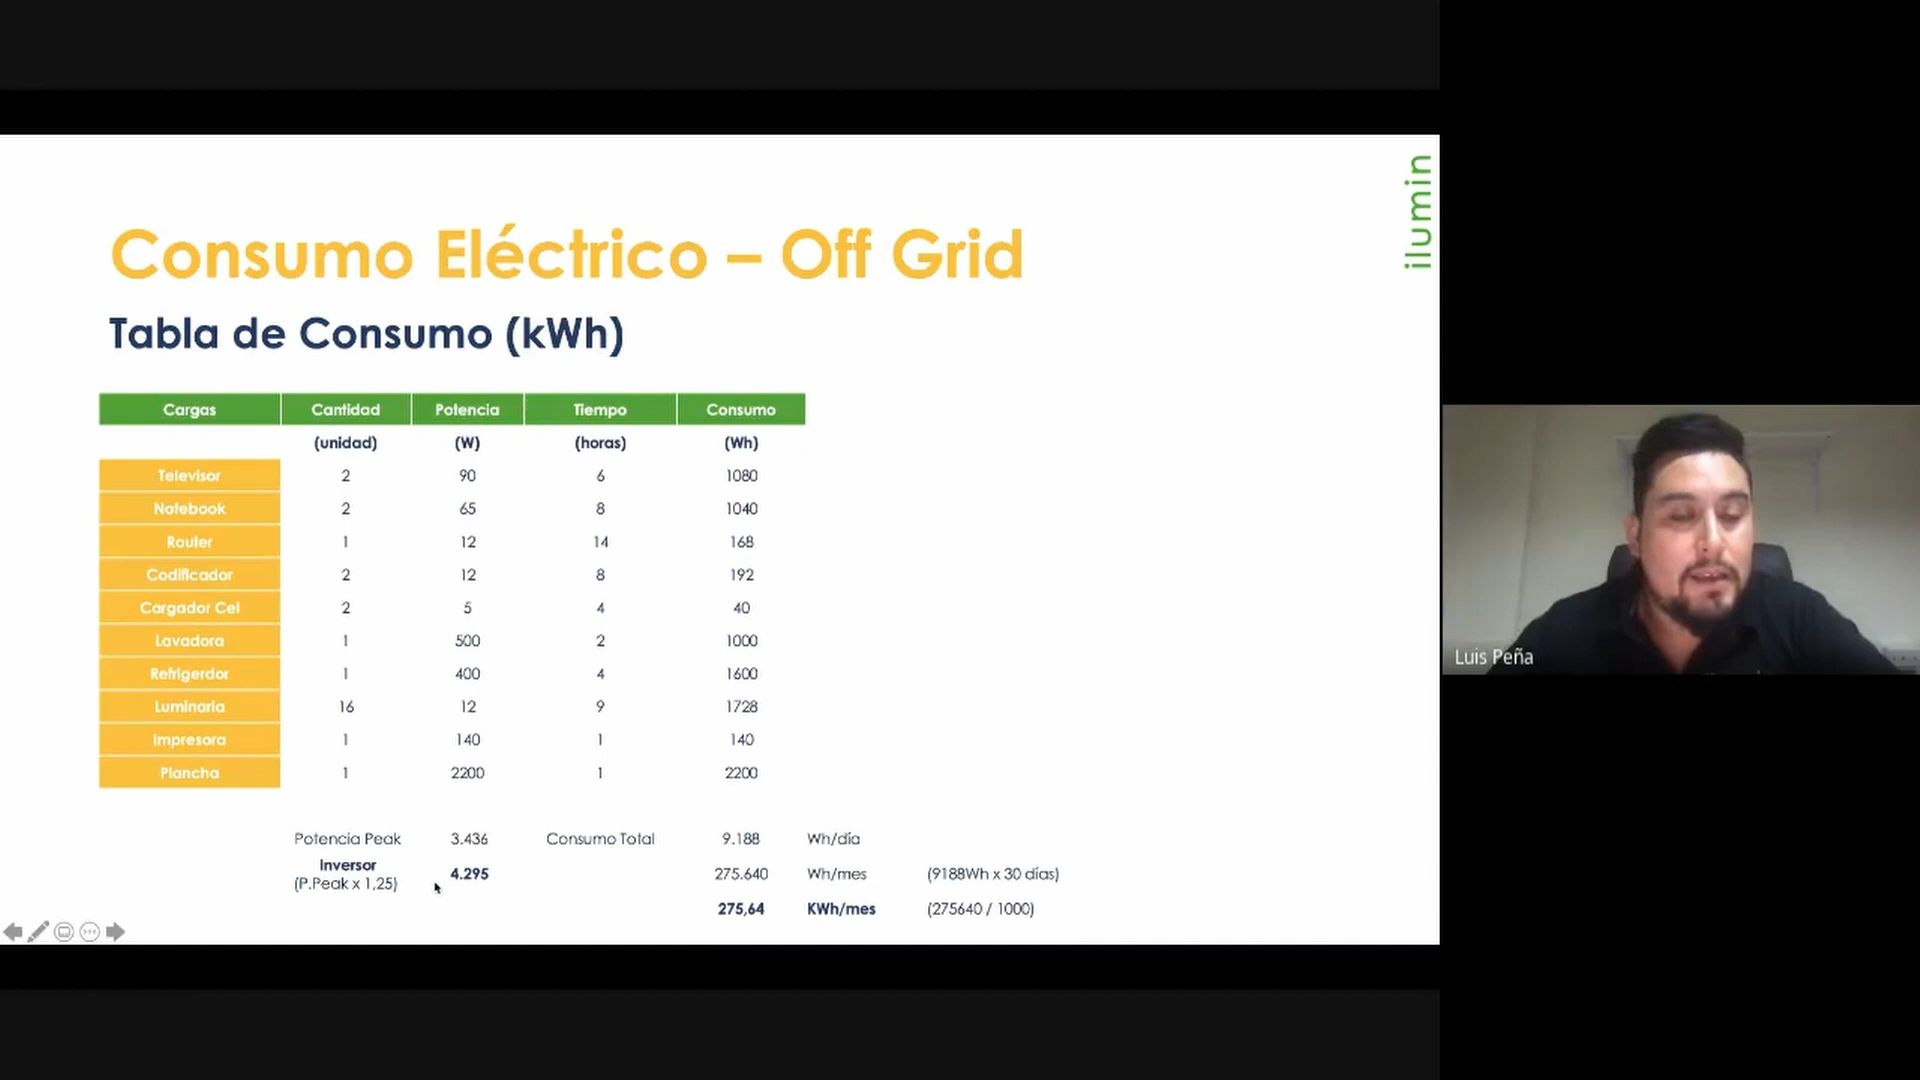 ilumin
Consumo Eléctrico – Off Grid
Tabla de Consumo (kWh)
Cargas Cantidad Potencia Tiempo Consumo
(unidad) (W) (horas) (Wh)
Televisor 2 90 6 1080
Notebook 2 65 8 1040
Router 1 12 14 168
Codificador 2 12 8 192
Cargador Cel 2 5 4 40
Lavadora 1 500 2 1000
Refrigerdor 1 400 4 1600
Luminaria 16 12 9 1728
Impresora 1 140 1 140
Plancha 1 2200 1 2200
Potencia Peak 3.436 Consumo Total 9.188 Wh/día
Inversor
(P.Peak x 1,25) 4.295 275.640 Wh/mes (9188Wh x 30 días)
275,64 KWh/mes (275640 / 1000)
Luis Peña